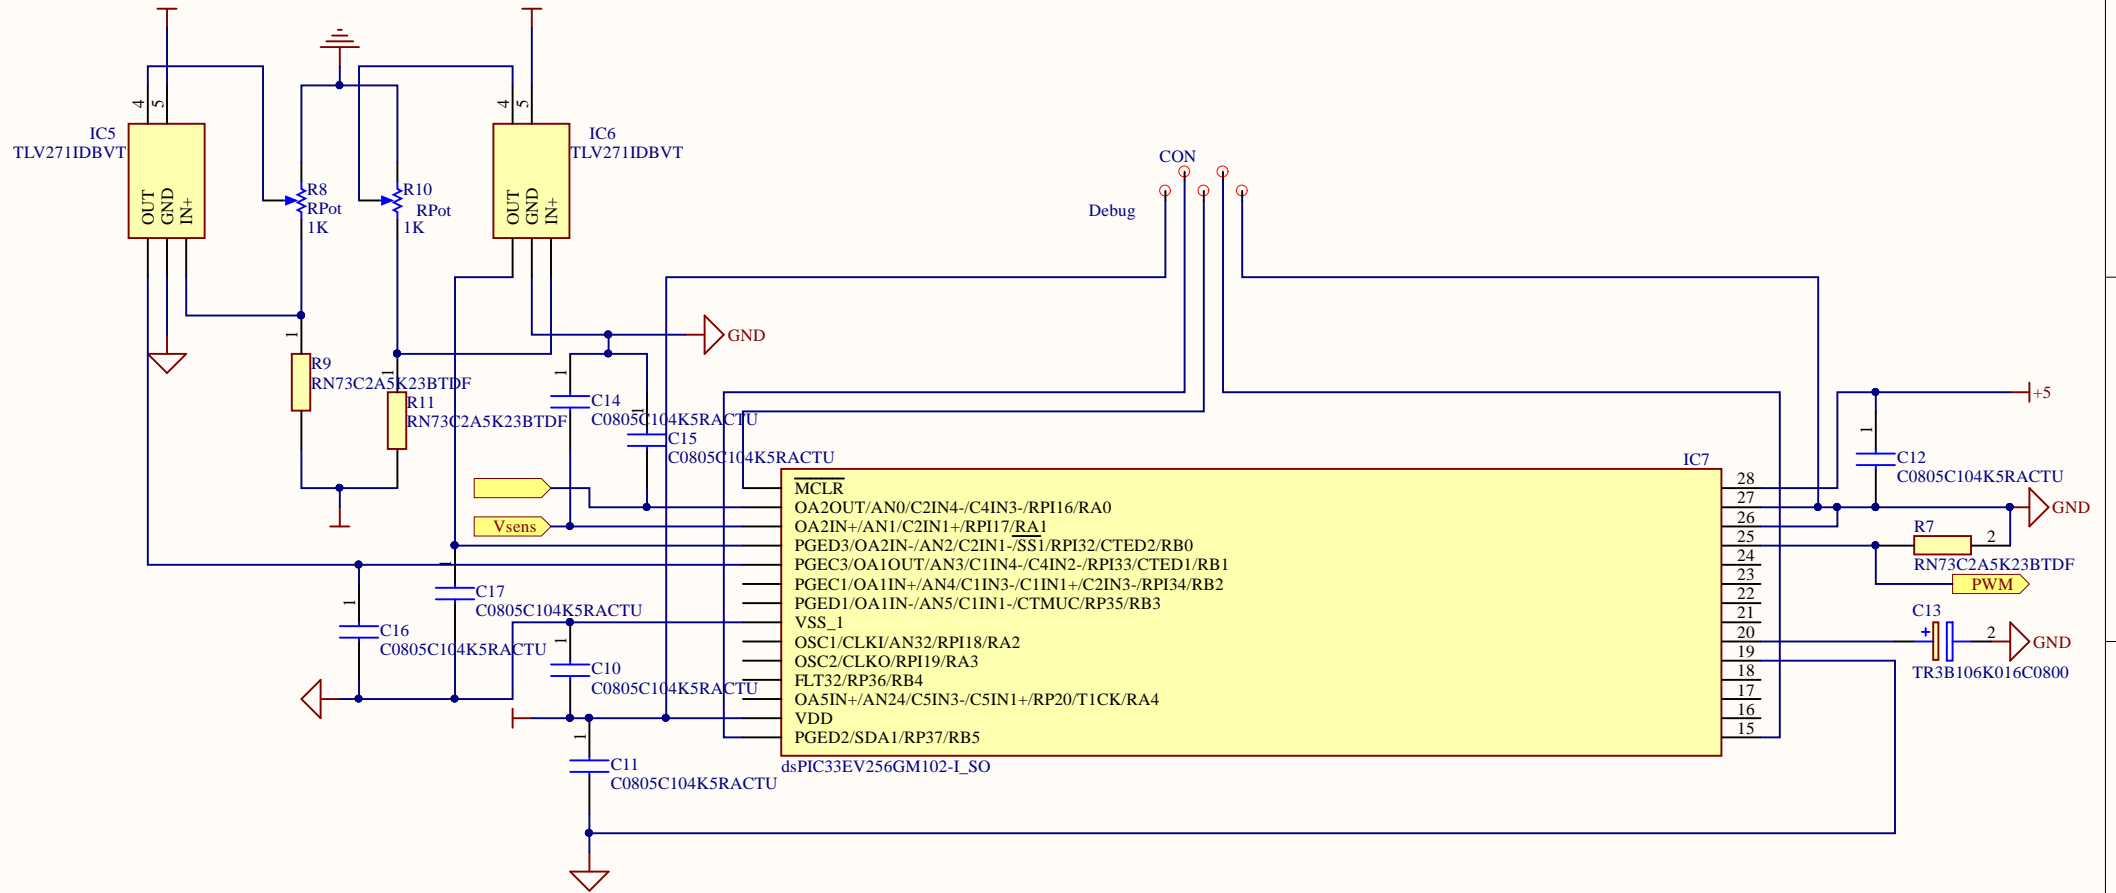 4
5
IC5
TLV271IDBVT
OUT
GND
IN+
R8
RPot
1K
R10
RPot
1K
4
5
IC6
TLV271IDBVT
OUT
GND
IN+
CON
Debug
GND
1
R9
RN73C2A5K23BTDF
1
R11
RN73C2A5K23BTDF
1
C14
C0805C104K5RACTU
1
C15
C0805C104K5RACTU
+5
1
C12
C0805C104K5RACTU
GND
R7
2
RN73C2A5K23BTDF
PWM
C13
+
2
GND
TR3B106K016C0800
Vsens
1
C17
C0805C104K5RACTU
1
C16
C0805C104K5RACTU
1
C10
C0805C104K5RACTU
1
C11
C0805C104K5RACTU
IC7
MCLR
OA2OUT/AN0/C2IN4-/C4IN3-/RPI16/RA0
OA2IN+/AN1/C2IN1+/RPI17/RA1
PGED3/OA2IN-/AN2/C2IN1-/SS1/RPI32/CTED2/RB0
PGEC3/OA1OUT/AN3/C1IN4-/C4IN2-/RPI33/CTED1/RB1
PGEC1/OA1IN+/AN4/C1IN3-/C1IN1+/C2IN3-/RPI34/RB2
PGED1/OA1IN-/AN5/C1IN1-/CTMUC/RP35/RB3
VSS_1
OSC1/CLKI/AN32/RPI18/RA2
OSC2/CLKO/RPI19/RA3
FLT32/RP36/RB4
OA5IN+/AN24/C5IN3-/C5IN1+/RP20/T1CK/RA4
VDD
PGED2/SDA1/RP37/RB5
28
27
26
25
24
23
22
21
20
19
18
17
16
15
dsPIC33EV256GM102-I_SO